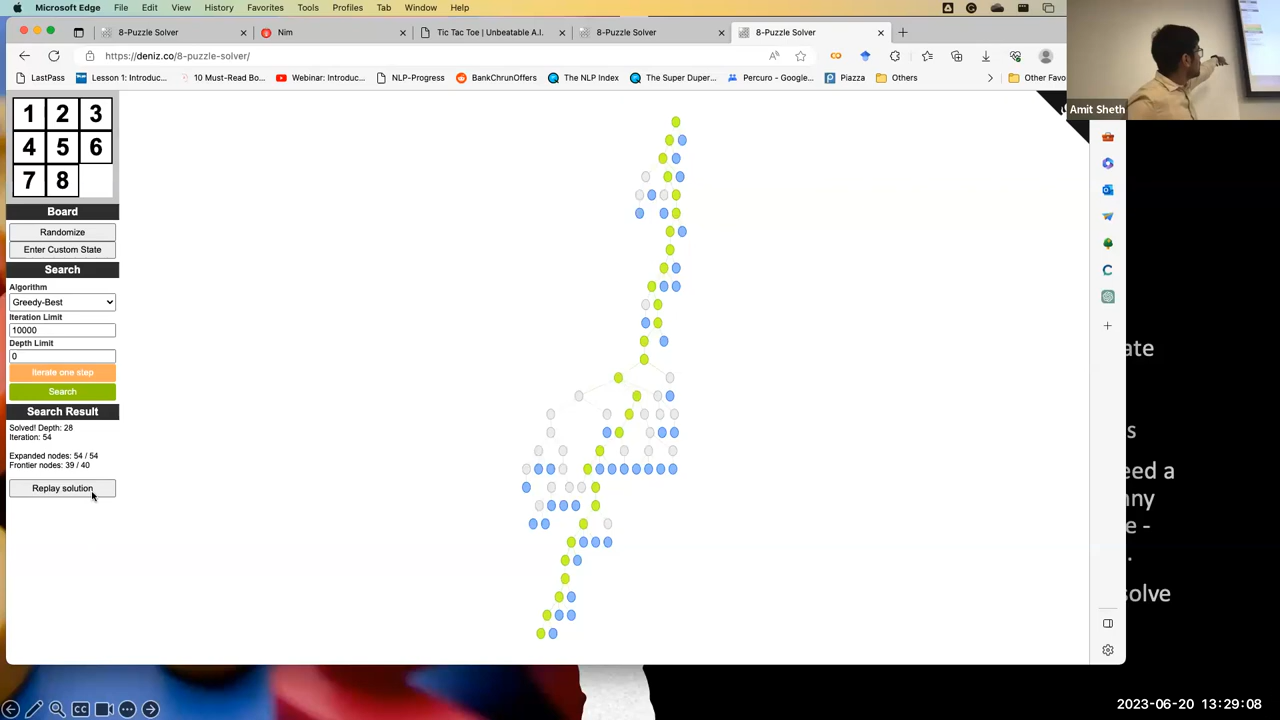 Microsoft Edge File Edit View History Favorites Tools Profiles Tab Window Help
8-Puzzle Solver Nim Tic Tac Toe | Unbeatable A.I. 8-Puzzle Solver 8-Puzzle Solver
https://deniz.co/8-puzzle-solver/
LastPass Lesson 1: Introduc... 10 Must-Read Bo... Webinar: Introduc... NLP-Progress BankChrunOffers The NLP Index The Super Duper... Percuro - Google... Piazza Others Other Favo
Amit Sheth
1 2 3
4 5 6
7 8
Board
Randomize
Enter Custom State
Search
Algorithm
Greedy-Best
Iteration Limit
10000
Depth Limit
0
Iterate one step
Search
Search Result
Solved! Depth: 28
Iteration: 54
Expanded nodes: 54 / 54
Frontier nodes: 39 / 40
Replay solution
ate
s
eed a
nny
e -
.
solve
CC
2023-06-20 13:29:08